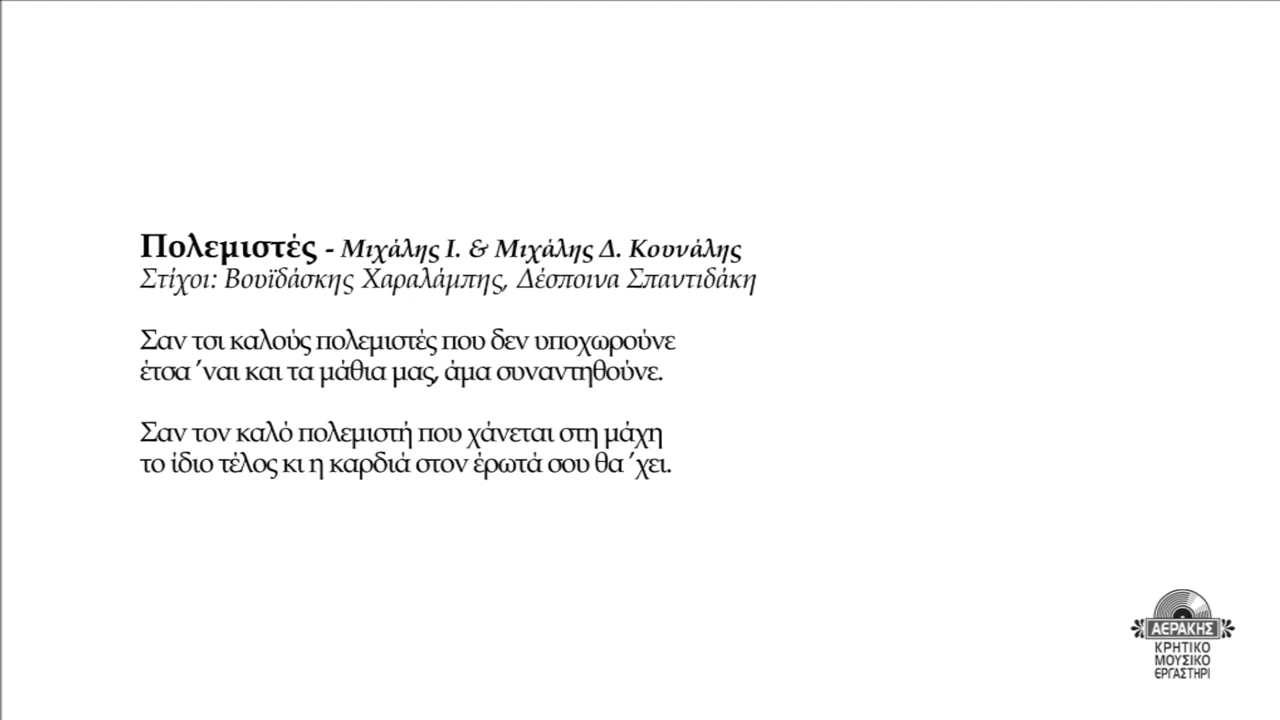 Πολεμιστές - Μιχάλης Ι. & Μιχάλης Δ. Κουνάλης
Στίχοι: Βουϊδάσκης Χαραλάμπης, Δέσποινα Σπαντιδάκη
Σαν τσι καλούς πολεμιστές που δεν υποχωρούνε
έτσα ’ναι και τα μάθια μας, άμα συναντηθούνε.
Σαν τον καλό πολεμιστή που χάνεται στη μάχη
το ίδιο τέλος κι η καρδιά στον έρωτά σου θα ’χει.
ΑΕΡΑΚΗΣ
ΚΡΗΤΙΚΟ
ΜΟΥΣΙΚΟ
ΕΡΓΑΣΤΗΡΙ